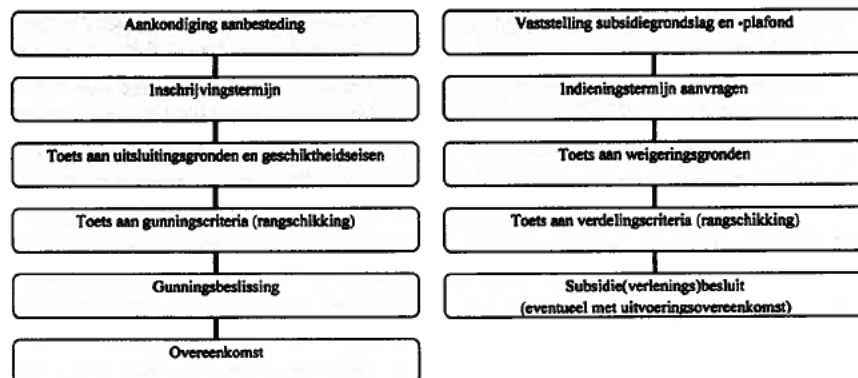 Aankondiging aanbesteding
Inschrijvingstermijn
Toets aan uitsluitingsgronden en geschiktheidseisen
Toets aan gunningscriteria (rangschikking)
Gunningsbeslissing
Overeenkomst
Vaststelling subsidiegrondslag en -plafond
Indieningstermijn aanvragen
Toets aan weigeringsgronden
Toets aan verdelingscriteria (rangschikking)
Subsidie(verlenings)besluit
(eventueel met uitvoeringsovereenkomst)